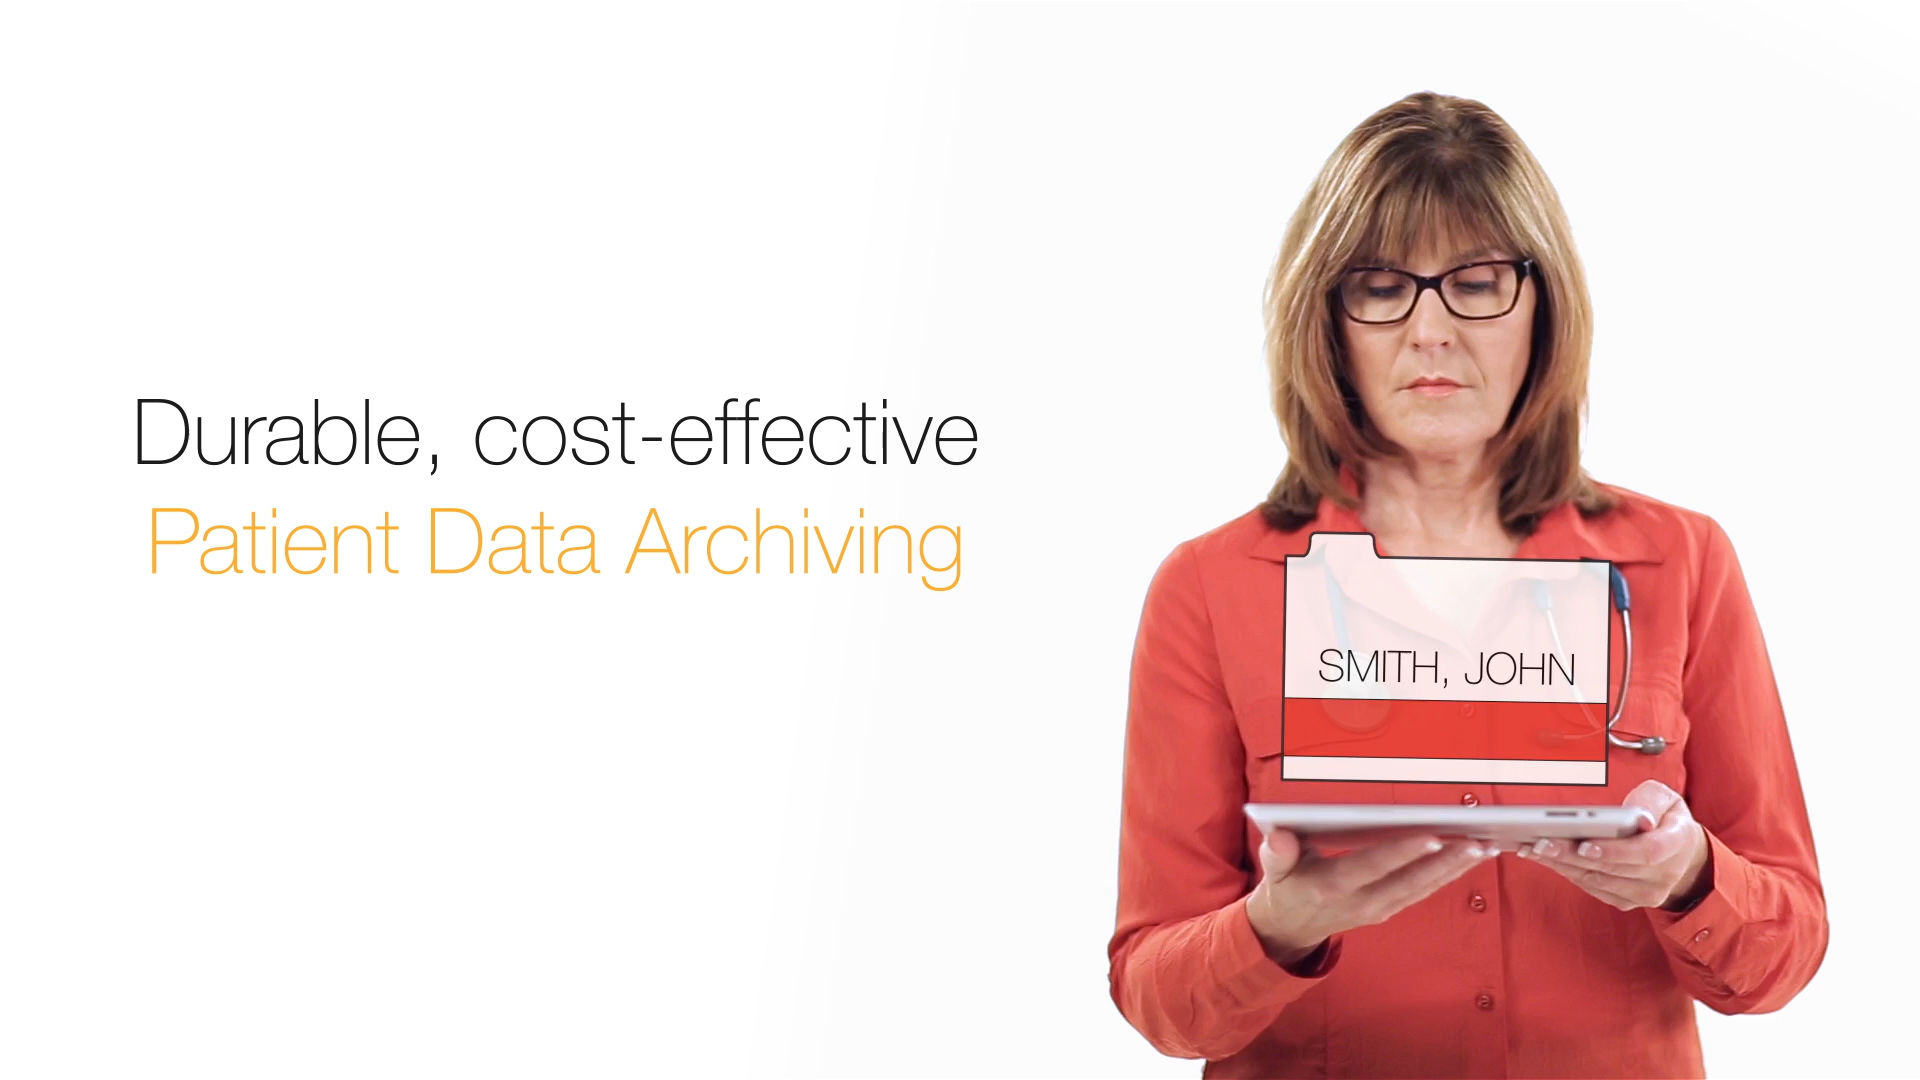 Durable, cost-effective
Patient Data Archiving
SMITH, JOHN